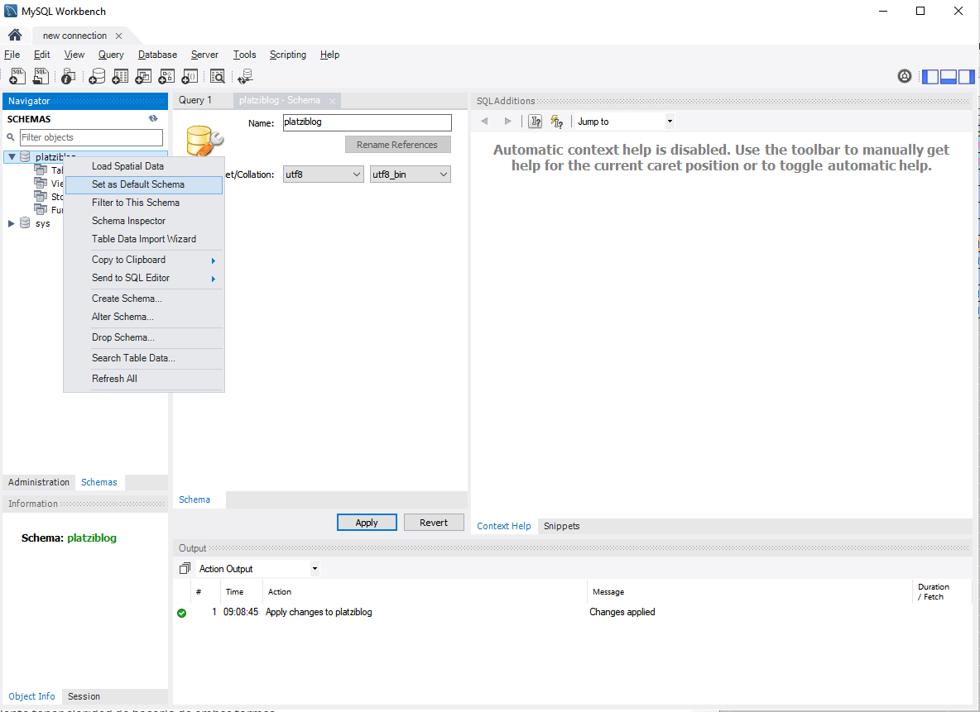 MySQL Workbench
new connection
File Edit View Query Database Server Tools Scripting Help
Navigator
SCHEMAS
Filter objects
platziblog
sys
Load Spatial Data
Set as Default Schema
Filter to This Schema
Schema Inspector
Table Data Import Wizard
Copy to Clipboard
Send to SQL Editor
Create Schema...
Alter Schema...
Drop Schema...
Search Table Data...
Refresh All
Administration Schemas
Information
Schema: platziblog
Object Info Session
Query 1 platziblog - Schema
Name: platziblog
Rename References
et/Collation: utf8 utf8_bin
Schema
Apply Revert
SQLAdditions
Jump to
Automatic context help is disabled. Use the toolbar to manually get
help for the current caret position or to toggle automatic help.
Context Help Snippets
Output
Action Output
# Time Action Message Duration / Fetch
1 09:08:45 Apply changes to platziblog Changes applied